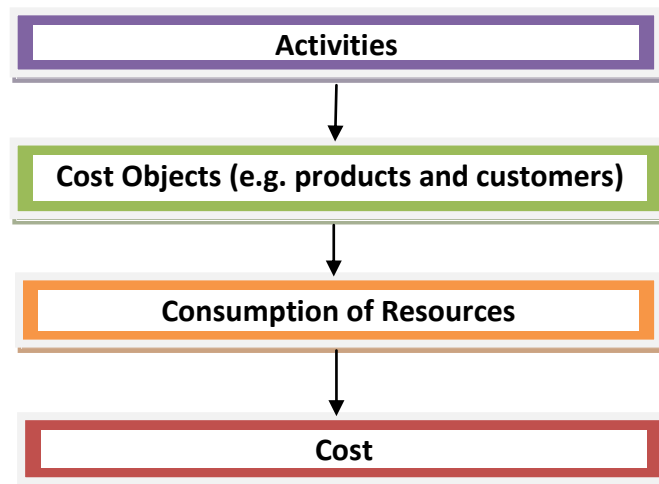 Activities
Cost Objects (e.g. products and customers)
Consumption of Resources
Cost